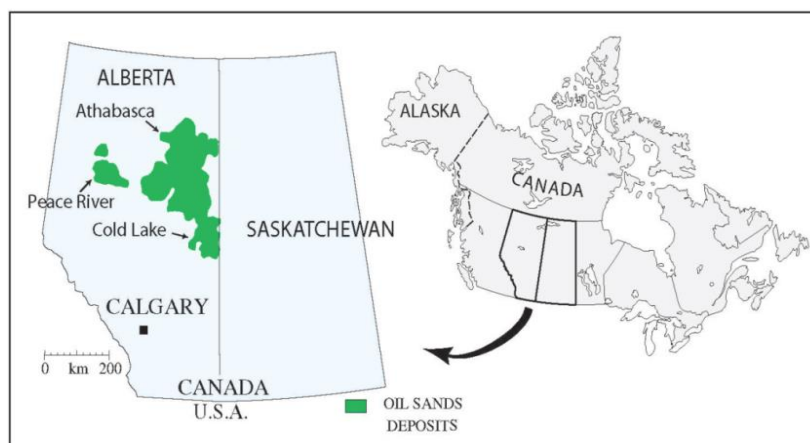 ALBERTA
Athabasca
Peace River
Cold Lake
SASKATCHEWAN
CALGARY
0
km 200
CANADA
U.S.A.
OIL SANDS
DEPOSITS
ALASKA
CANADA